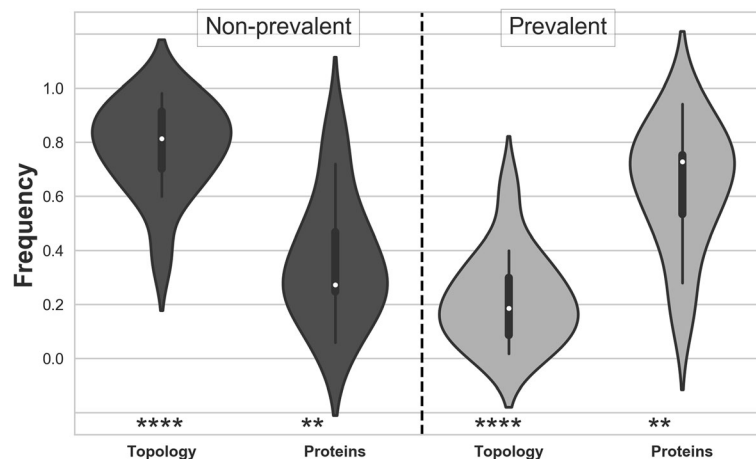 Non-prevalent
Prevalent
Frequency
1.0
0.8
0.6
0.4
0.2
0.0
**** ** **** **
Topology Proteins Topology Proteins